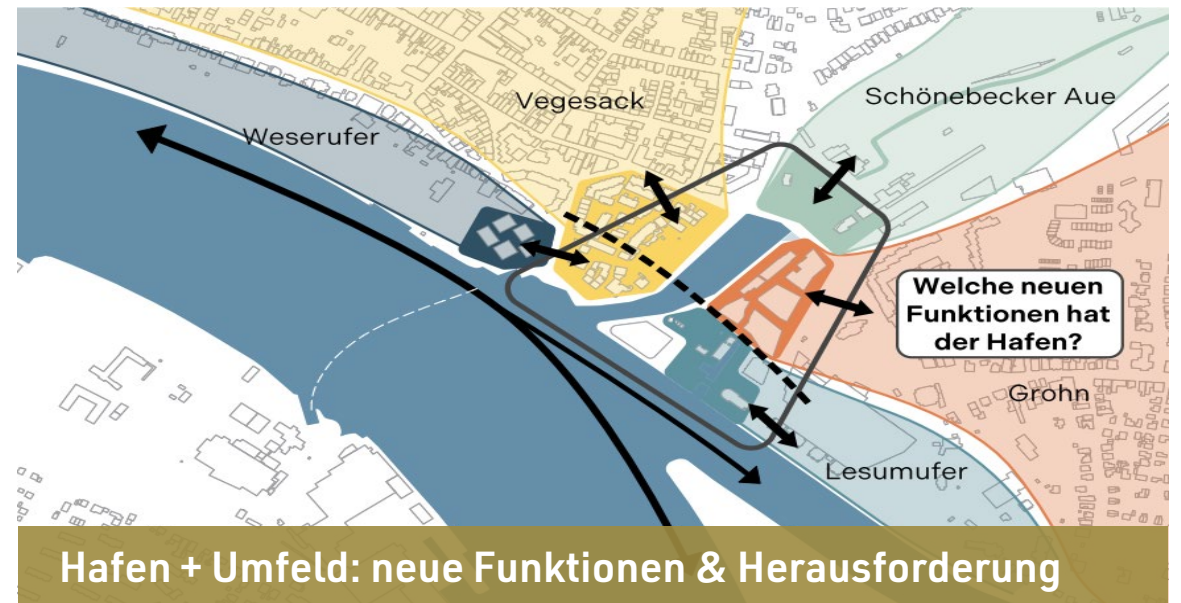 Vegesack
Schönebecker Aue
Weserufer
Welche neuen
Funktionen hat
der Hafen?
Grohn
Lesumufer
Hafen + Umfeld: neue Funktionen & Herausforderung